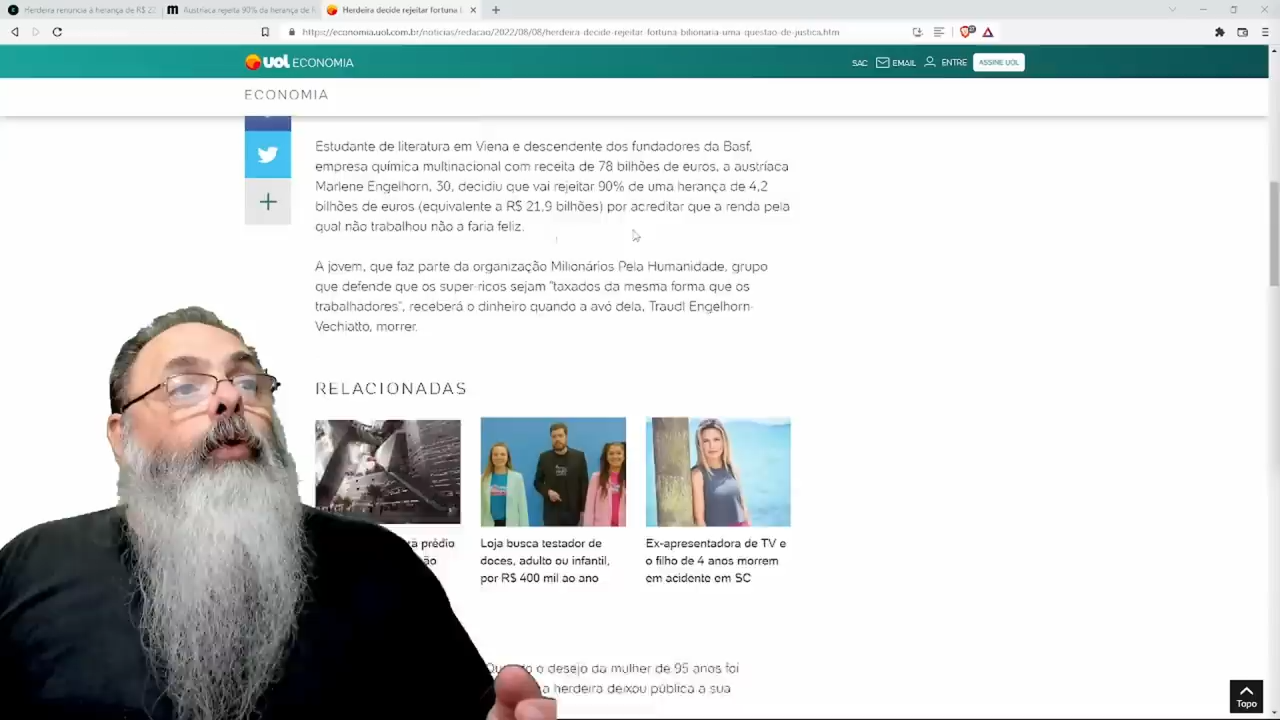 Herdeira renuncia à herança de R$ 22
Austríaca rejeita 90% da herança de R
Herdeira decide rejeitar fortuna b
https://economia.uol.com.br/noticias/redacao/2022/08/08/herdeira-decide-rejeitar-fortuna-bilionaria-uma-questao-de-justica.htm
UOL ECONOMIA
SAC
EMAIL
ENTRE
ASSINE UOL
ECONOMIA
Estudante de literatura em Viena e descendente dos fundadores da Basf,
empresa química multinacional com receita de 78 bilhões de euros, a austríaca
Marlene Engelhorn, 30, decidiu que vai rejeitar 90% de uma herança de 4,2
bilhões de euros (equivalente a R$ 21,9 bilhões) por acreditar que a renda pela
qual não trabalhou não a faria feliz.
A jovem, que faz parte da organização Milionários Pela Humanidade, grupo
que defende que os super-ricos sejam "taxados da mesma forma que os
trabalhadores", receberá o dinheiro quando a avó dela, Traudl Engelhorn-
Vechiatto, morrer.
RELACIONADAS
prédio
Loja busca testador de
doces, adulto ou infantil,
por R$ 400 mil ao ano
Ex-apresentadora de TV e
o filho de 4 anos morrem
em acidente em SC
o desejo da mulher de 95 anos foi
a herdeira deixou pública a sua
Topo